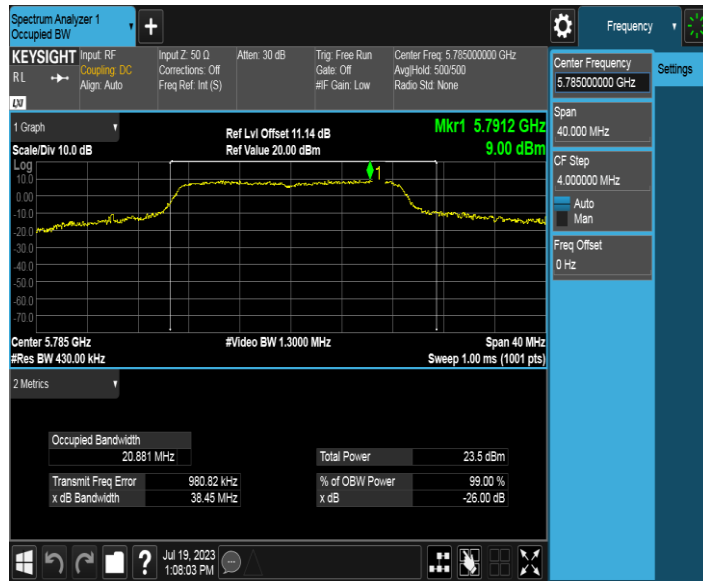 Spectrum Analyzer 1
Occupied BW
+
Frequency
KEYSIGHT
RL
LXI
Input: RF
Coupling: DC
Align: Auto
Input Z: 50 Ω
Corrections: Off
Freq Ref: Int (S)
Atten: 30 dB
Trig: Free Run
Gate: Off
#IF Gain: Low
Center Freq: 5.785000000 GHz
Avg|Hold: 500/500
Radio Std: None
Center Frequency
5.785000000 GHz
Settings
Span
40.000 MHz
CF Step
4.000000 MHz
Auto
Man
Freq Offset
0 Hz
1 Graph
Scale/Div 10.0 dB
Ref Lvl Offset 11.14 dB
Ref Value 20.00 dBm
Mkr1 5.7912 GHz
9.00 dBm
Log
10.0
0.00
-10.0
-20.0
-30.0
-40.0
-50.0
-60.0
-70.0
1
Center 5.785 GHz
#Res BW 430.00 kHz
#Video BW 1.3000 MHz
Span 40 MHz
Sweep 1.00 ms (1001 pts)
2 Metrics
Occupied Bandwidth
20.881 MHz
Total Power 23.5 dBm
Transmit Freq Error 980.82 kHz
% of OBW Power 99.00 %
x dB Bandwidth 38.45 MHz
x dB -26.00 dB
?
Jul 19, 2023
1:08:03 PM